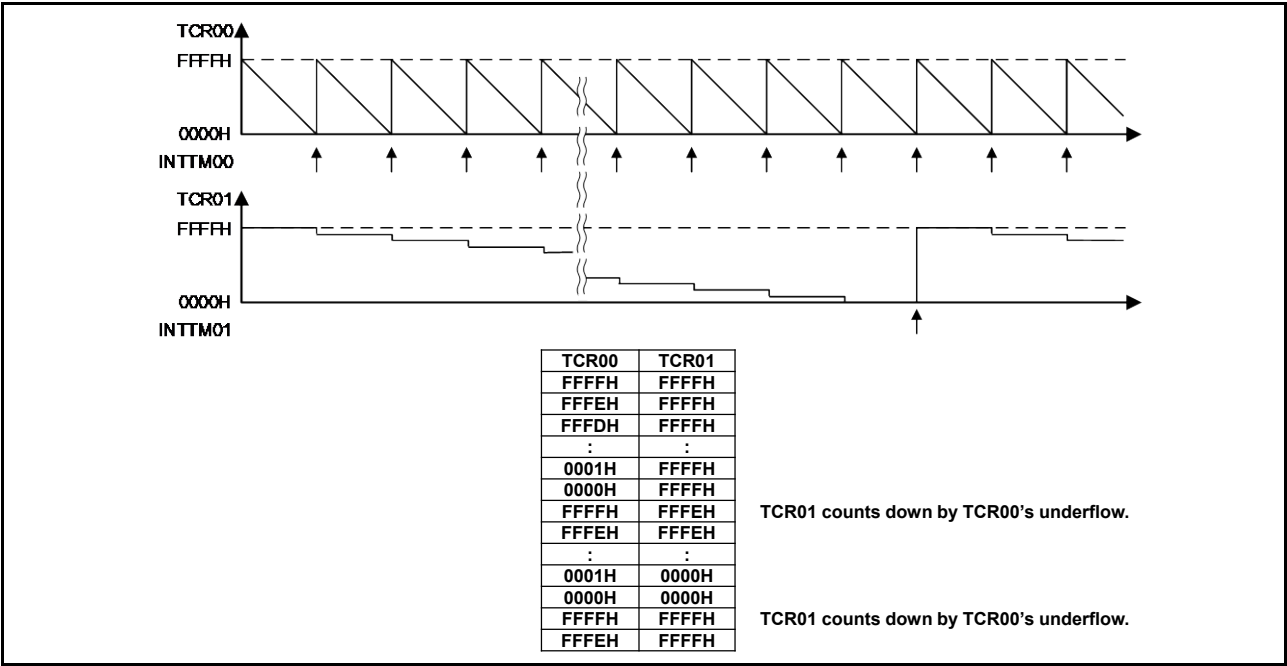 TCR00
FFFFH
0000H
INTTM00
TCR01
FFFFH
0000H
INTTM01
TCR00 TCR01
FFFFH FFFFH
FFFEH FFFFH
FFFDH FFFFH
: :
0001H FFFFH
0000H FFFFH
FFFFH FFFEH TCR01 counts down by TCR00’s underflow.
FFFEH FFFEH
: :
0001H 0000H
0000H 0000H
FFFFH FFFFH TCR01 counts down by TCR00’s underflow.
FFFEH FFFFH